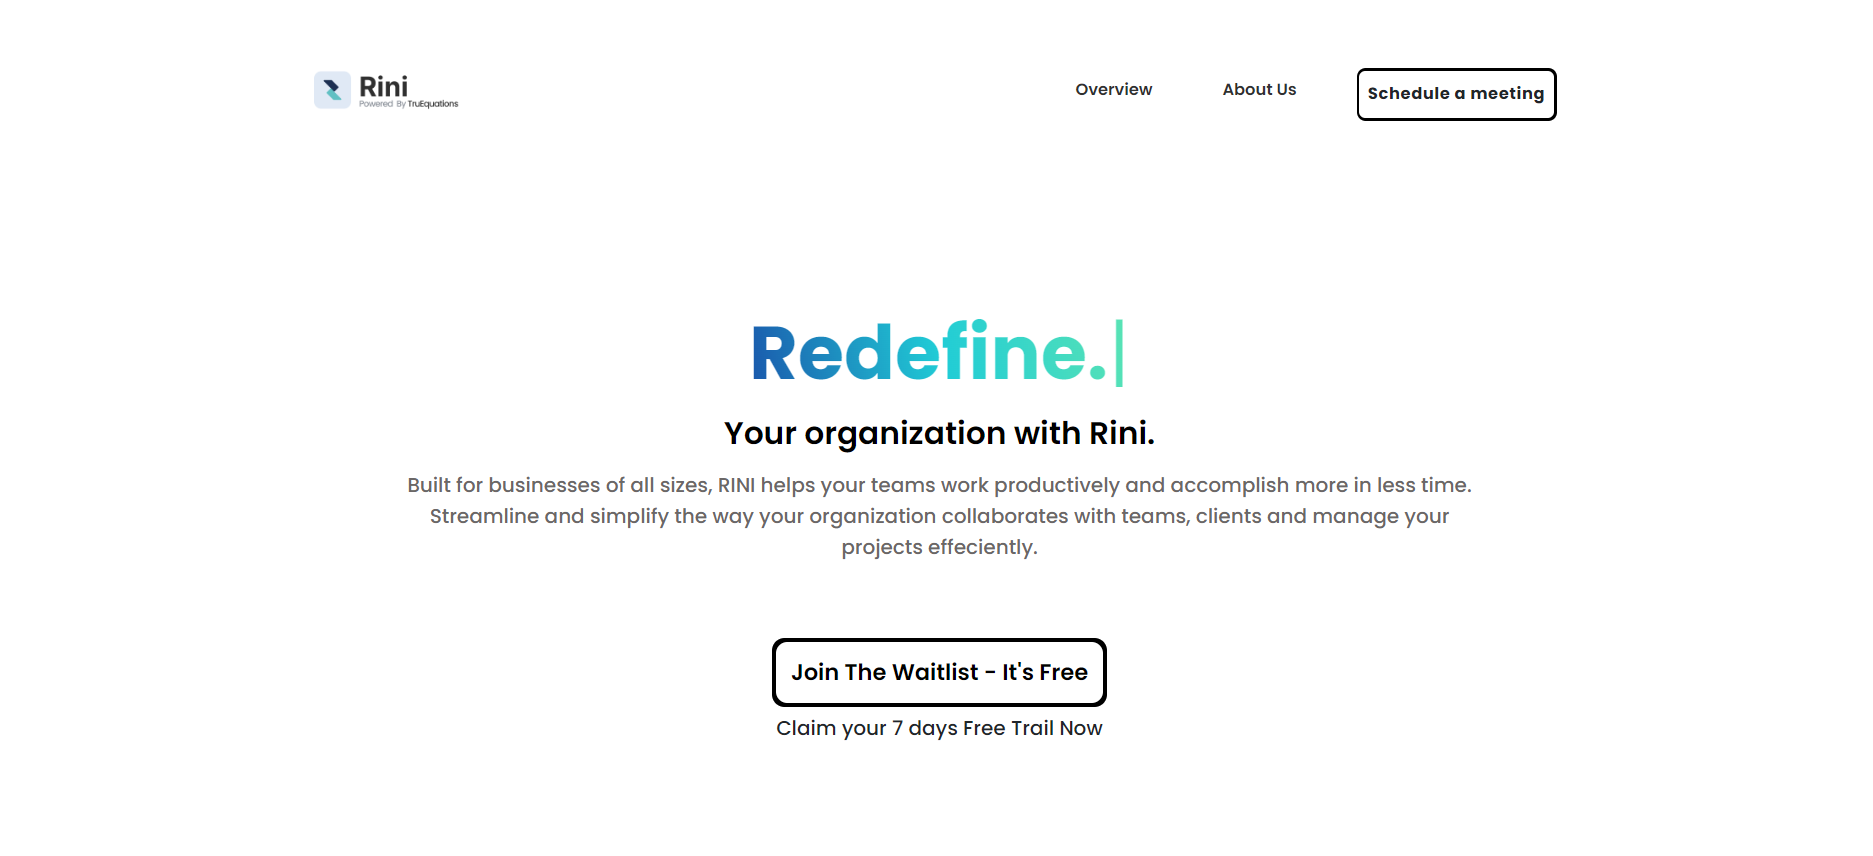 Rini
Powered By TruEquations
Overview
About Us
Schedule a meeting
Redefine.
Your organization with Rini.
Built for businesses of all sizes, RINI helps your teams work productively and accomplish more in less time.
Streamline and simplify the way your organization collaborates with teams, clients and manage your
projects effeciently.
Join The Waitlist - It's Free
Claim your 7 days Free Trail Now